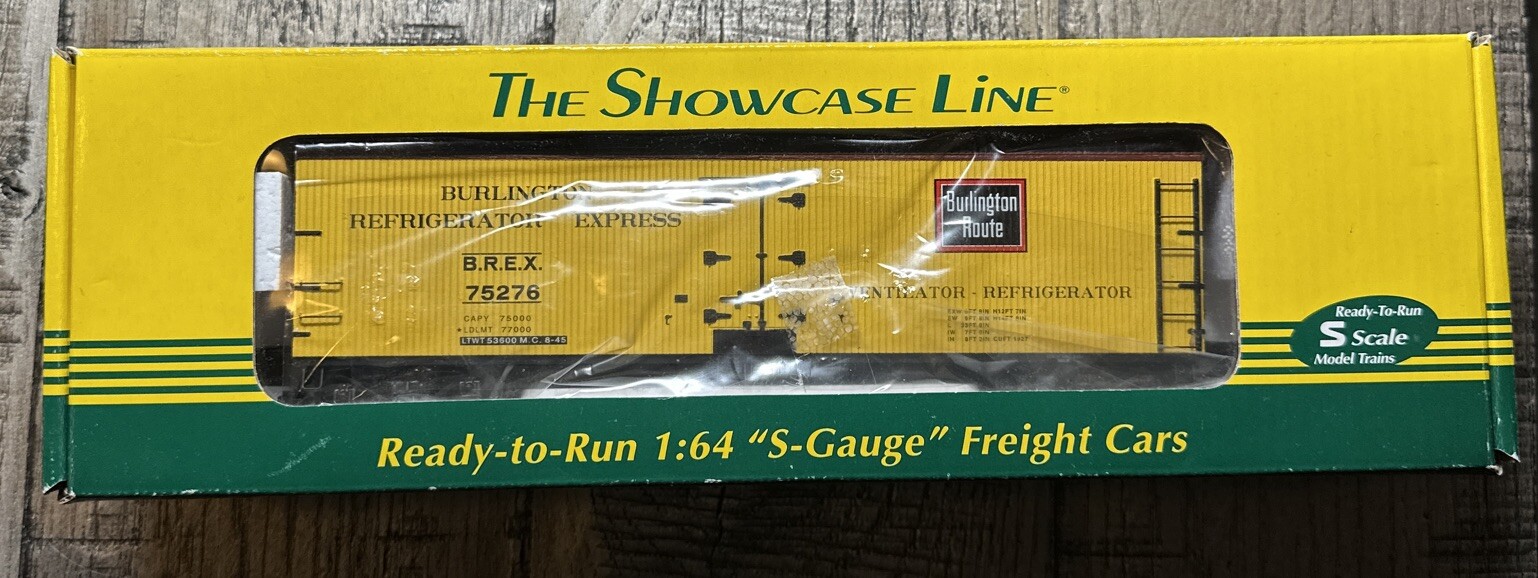 THE SHOWCASE LINE®
BURLINGTON
REFRIGERATOR EXPRESS
B.R.E.X.
75276
CAPY 75000
*LDLMT 77000
LTWT 53600 M.C. 8-45
Burlington
Route
VENTILATOR - REFRIGERATOR
Ready-To-Run
S Scale
Model Trains
Ready-to-Run 1:64 “S-Gauge” Freight Cars